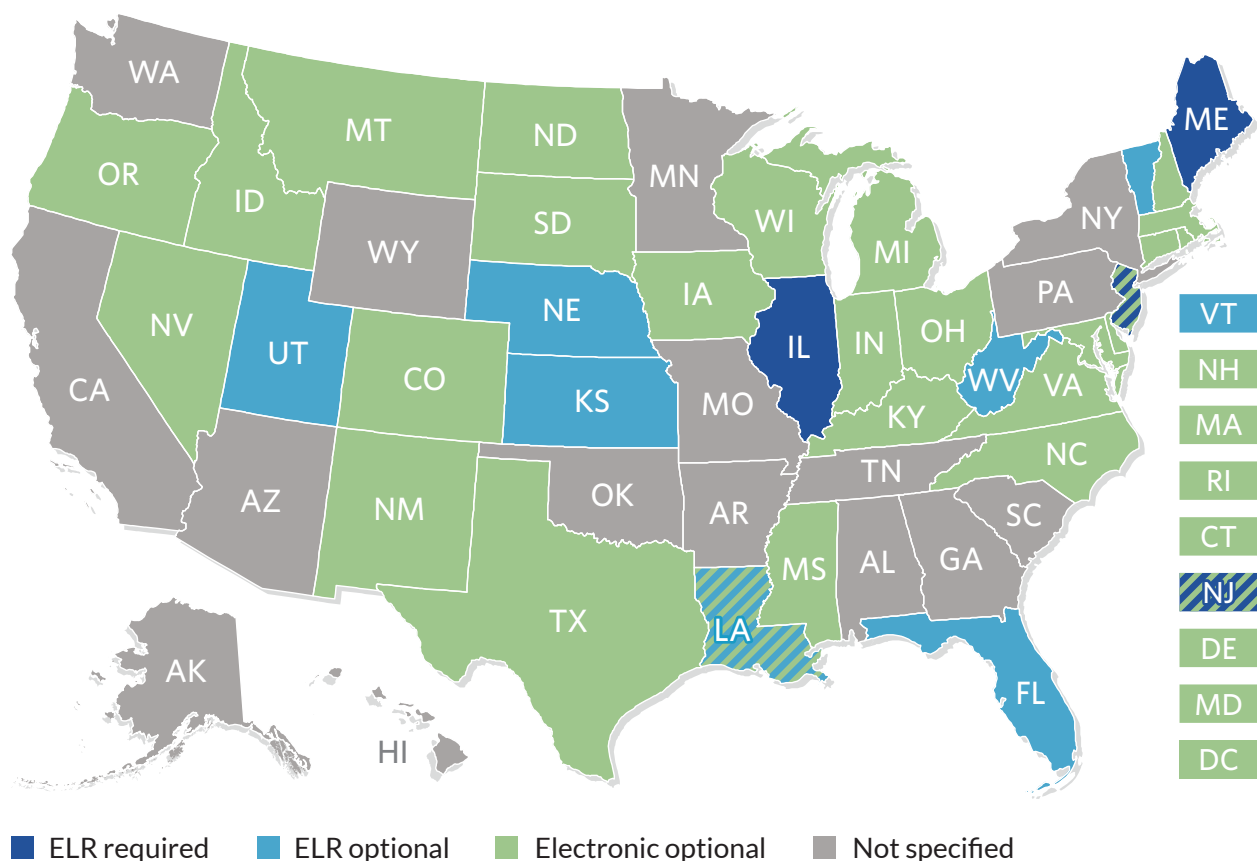 WA
MT
ND
MN
ME
OR
ID
SD
WI
MI
NY
WY
NE
IA
PA
NV
UT
CO
KS
IL
IN
OH
WV
VA
CA
MO
KY
VT
NH
MA
RI
CT
NJ
DE
MD
DC
AZ
NM
OK
AR
TN
NC
SC
MS
AL
GA
TX
LA
FL
AK
HI
ELR required
ELR optional
Electronic optional
Not specified